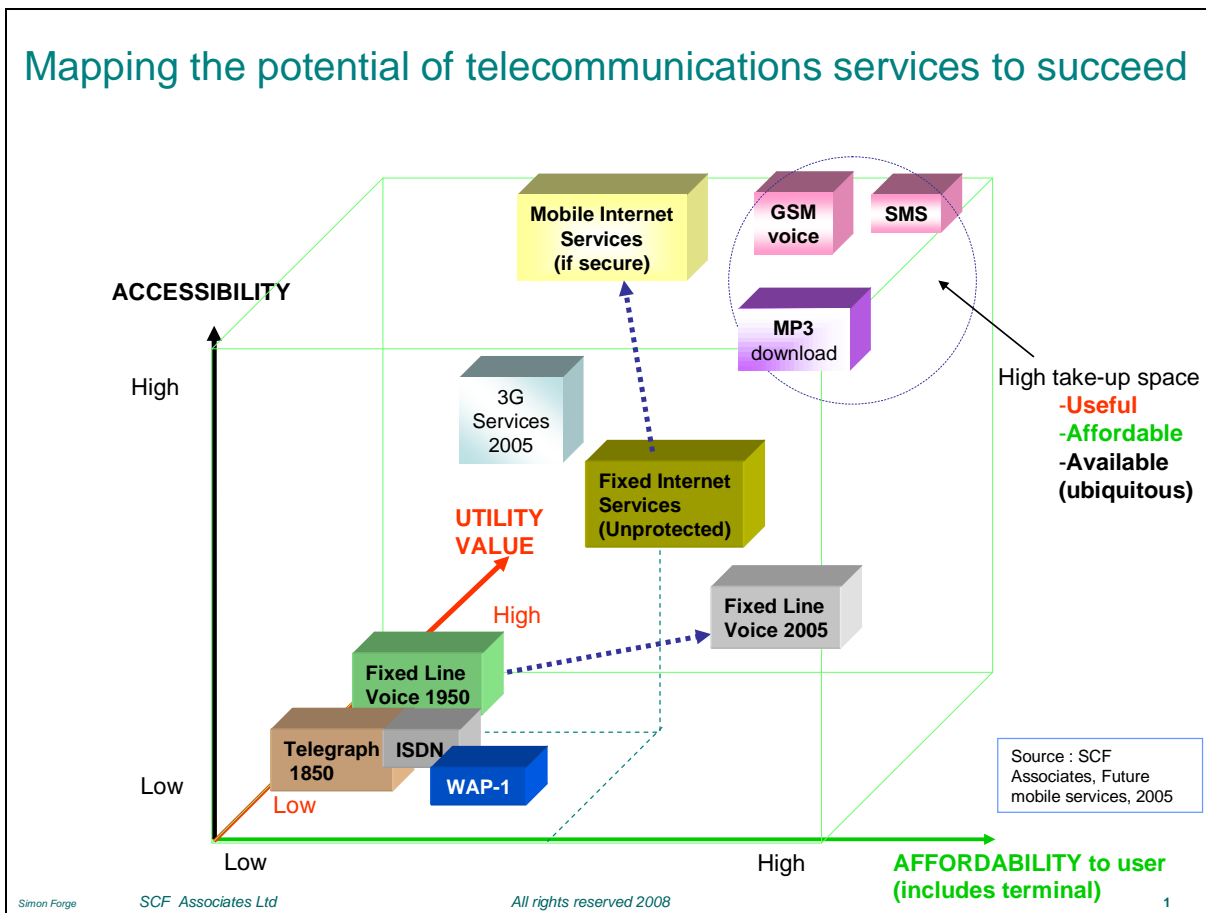 Mapping the potential of telecommunications services to succeed
Mobile Internet
Services
(if secure)
GSM
voice
SMS
ACCESSIBILITY
MP3
download
High
3G
Services
2005
High take-up space
-Useful
-Affordable
-Available
(ubiquitous)
Fixed Internet
Services
(Unprotected)
UTILITY
VALUE
High
Fixed Line
Voice 2005
Fixed Line
Voice 1950
Telegraph
1850
ISDN
WAP-1
Low
Low
Source : SCF
Associates, Future
mobile services, 2005
Low
High
AFFORDABILITY to user
(includes terminal)
Simon Forge
SCF Associates Ltd
All rights reserved 2008
1